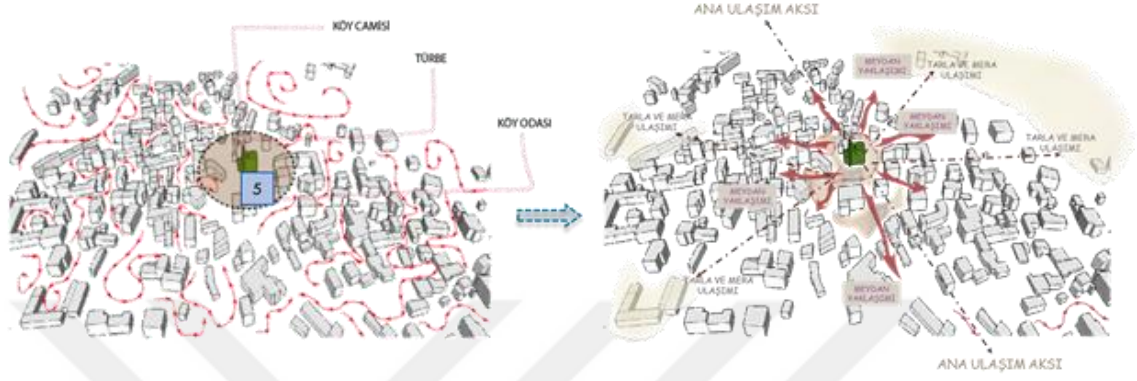 KÖY CAMİSİ
TÜRBE
KÖY ODASI
5
ANA ULAŞIM AKSI
MEYDAN
YAKLAŞIMI
TARLA VE MERA
ULAŞIMI
TARLA VE MERA
ULAŞIMI
MEYDAN
YAKLAŞIMI
TARLA VE MERA
ULAŞIMI
MEYDAN
YAKLAŞIMI
TARLA VE MERA
ULAŞIMI
MEYDAN
YAKLAŞIMI
ANA ULAŞIM AKSI